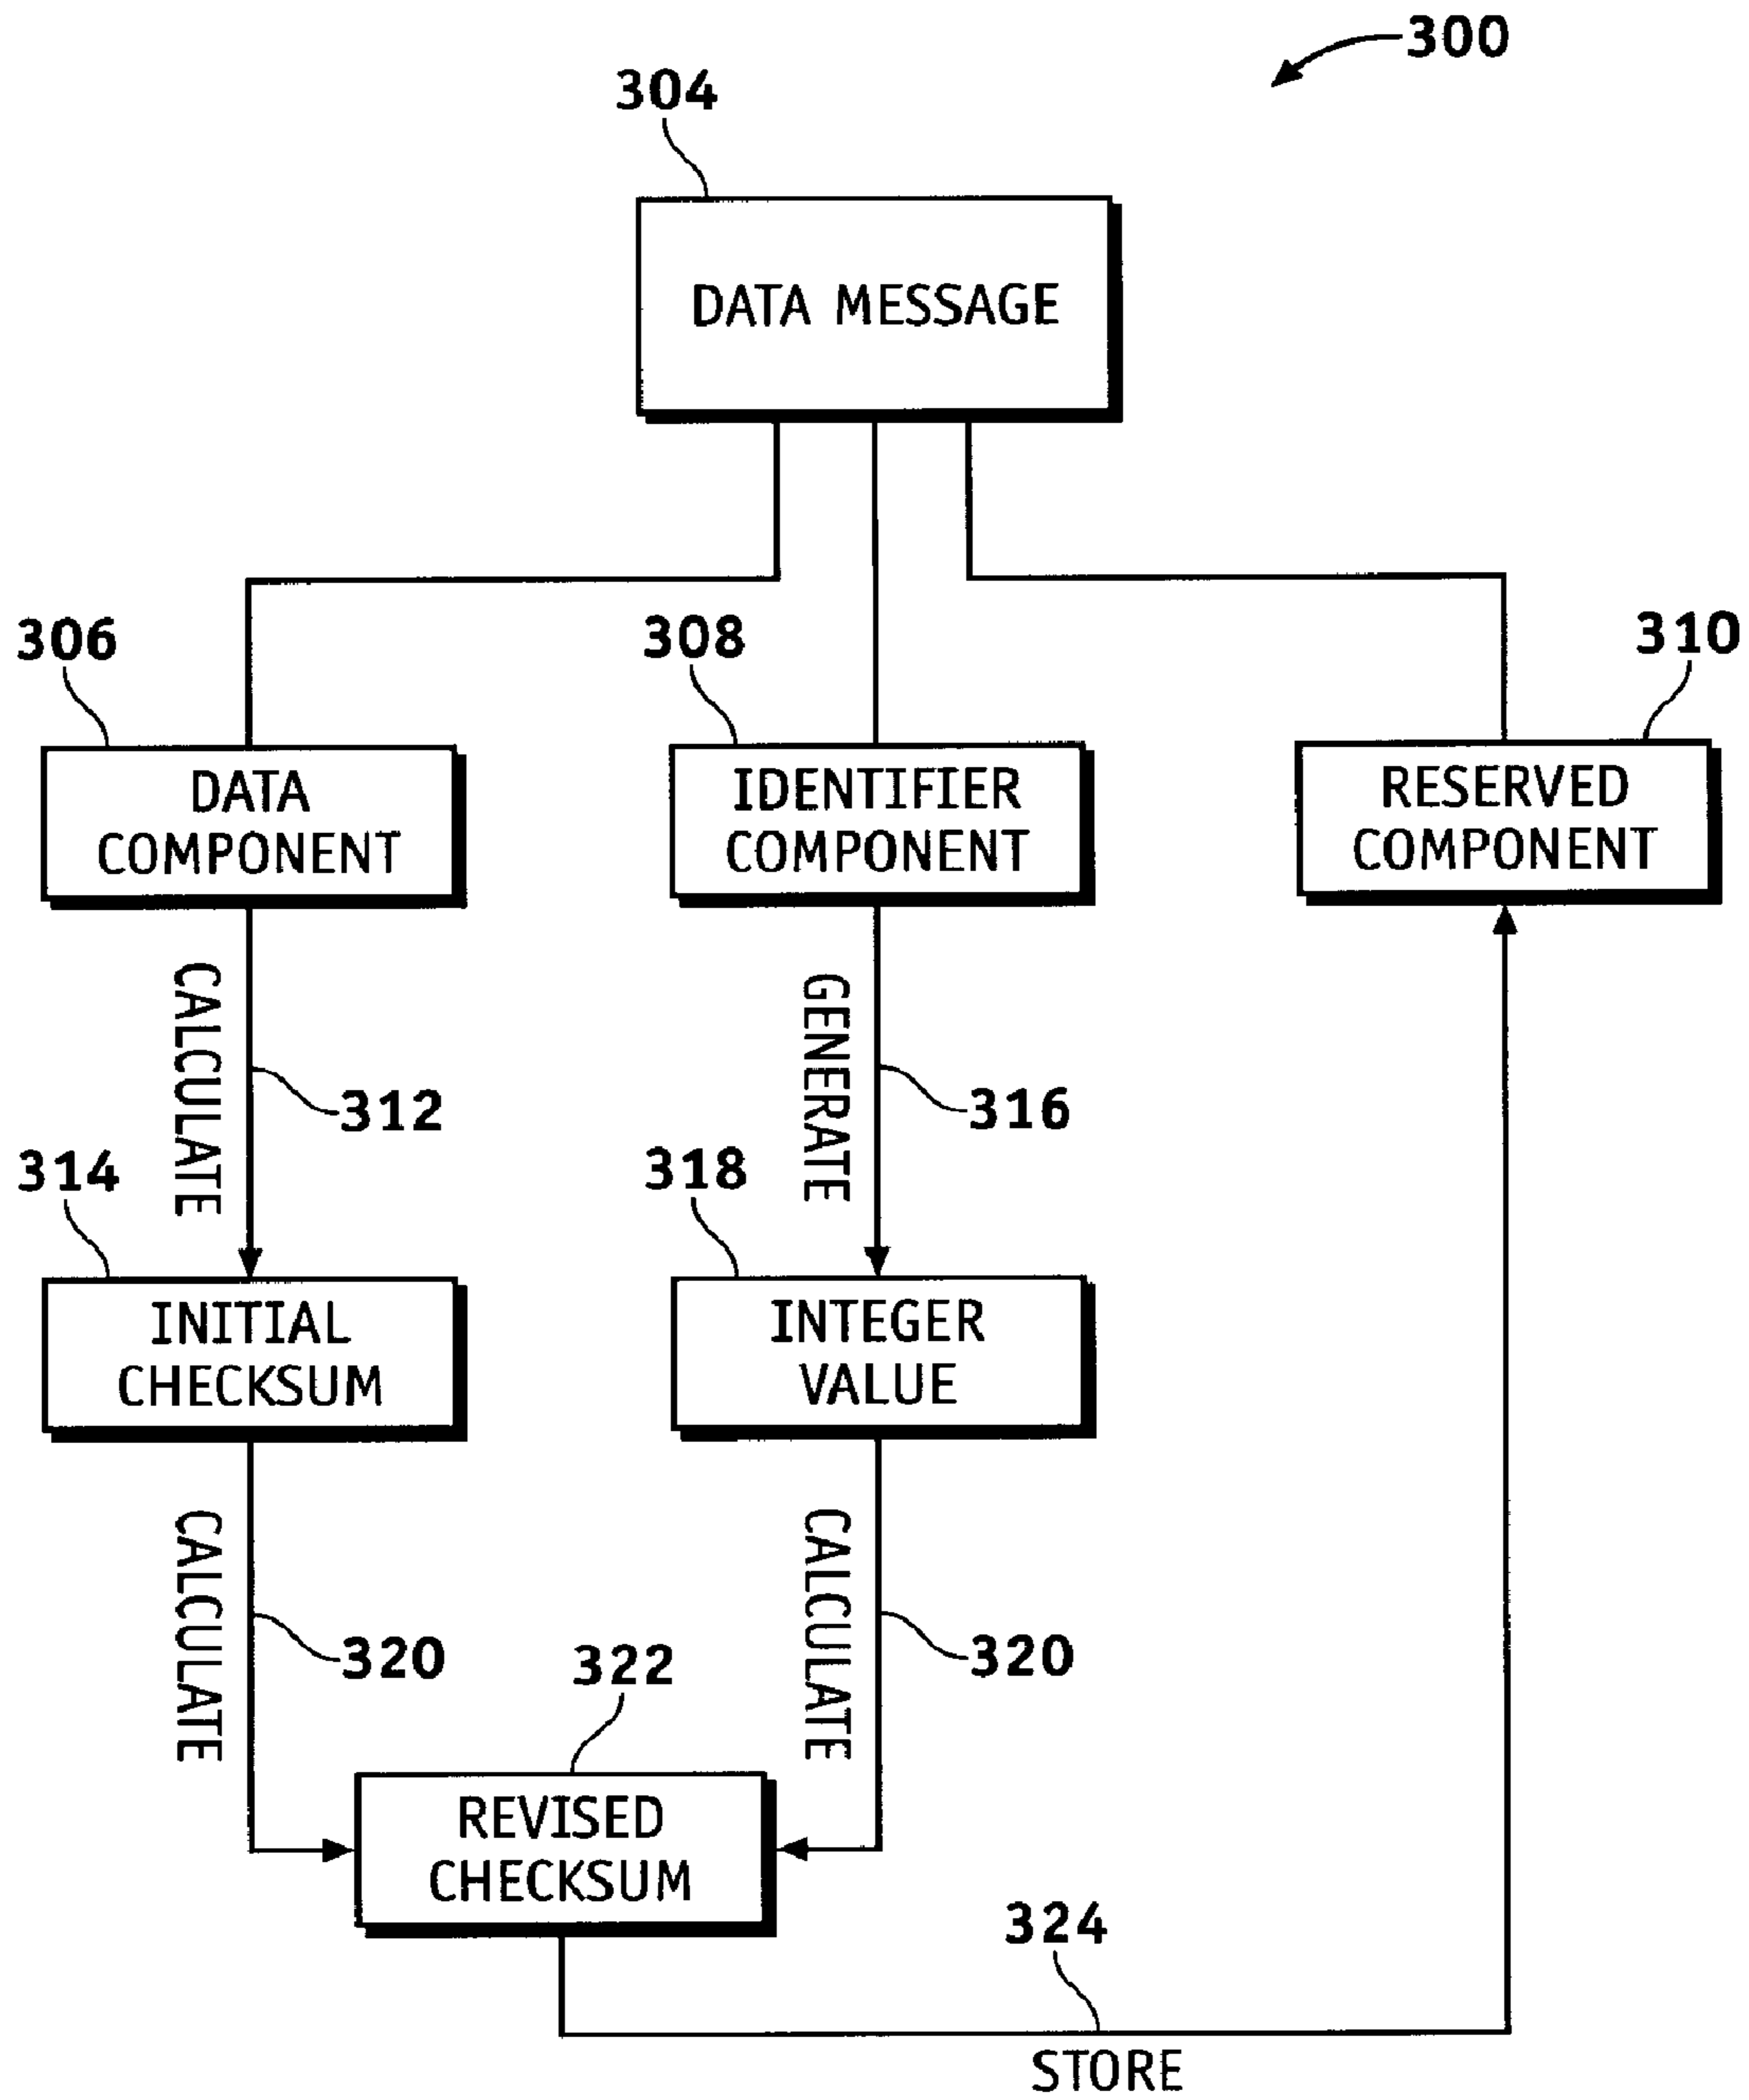 300
304
DATA MESSAGE
306
308
310
DATA
COMPONENT
IDENTIFIER
COMPONENT
RESERVED
COMPONENT
CALCULATE
312
GENERATE
316
314
318
INITIAL
CHECKSUM
INTEGER
VALUE
CALCULATE
320
CALCULATE
320
322
REVISED
CHECKSUM
324
STORE